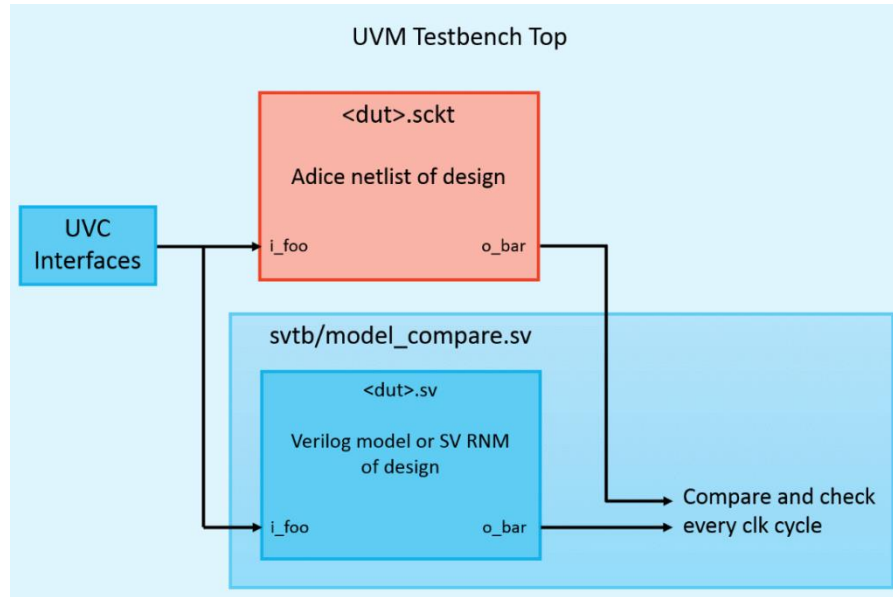 UVM Testbench Top
<dut>.sckt
Adice netlist of design
i_foo
o_bar
UVC
Interfaces
svtb/model_compare.sv
<dut>.sv
Verilog model or SV RNM
of design
i_foo
o_bar
Compare and check
every clk cycle